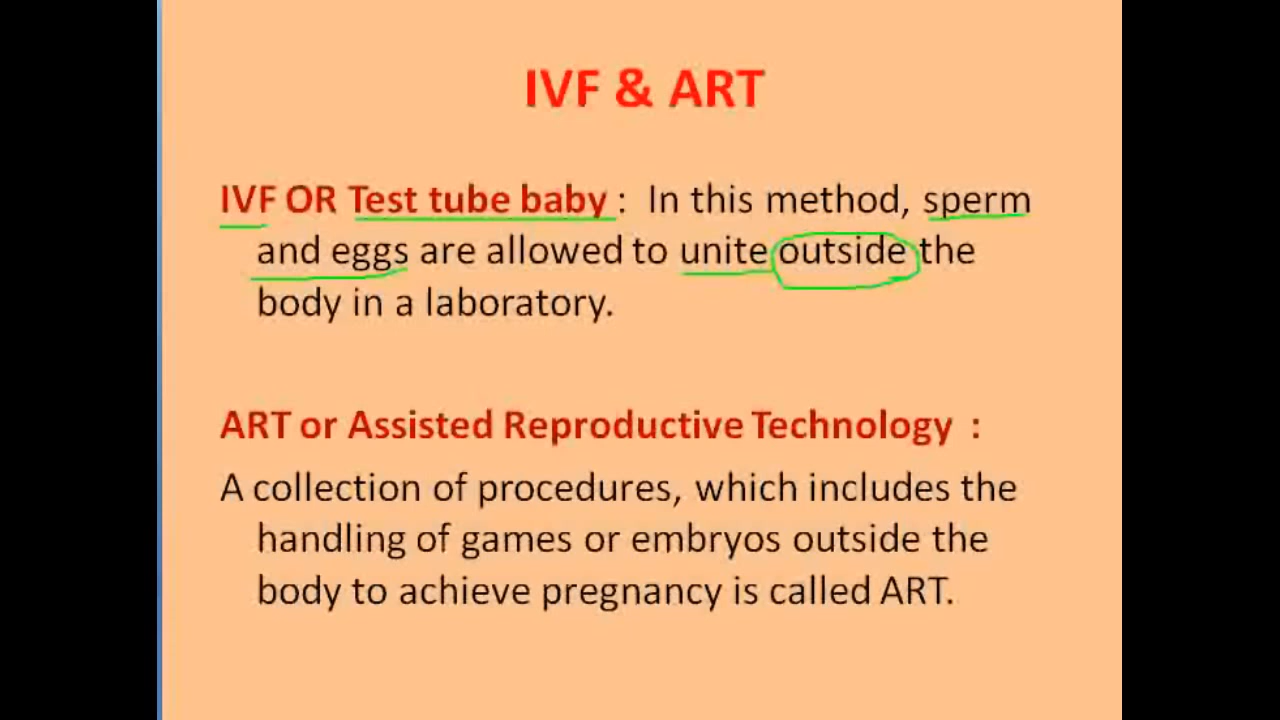 IVF & ART
IVF OR Test tube baby : In this method, sperm
and eggs are allowed to unite outside the
body in a laboratory.
ART or Assisted Reproductive Technology :
A collection of procedures, which includes the
handling of games or embryos outside the
body to achieve pregnancy is called ART.